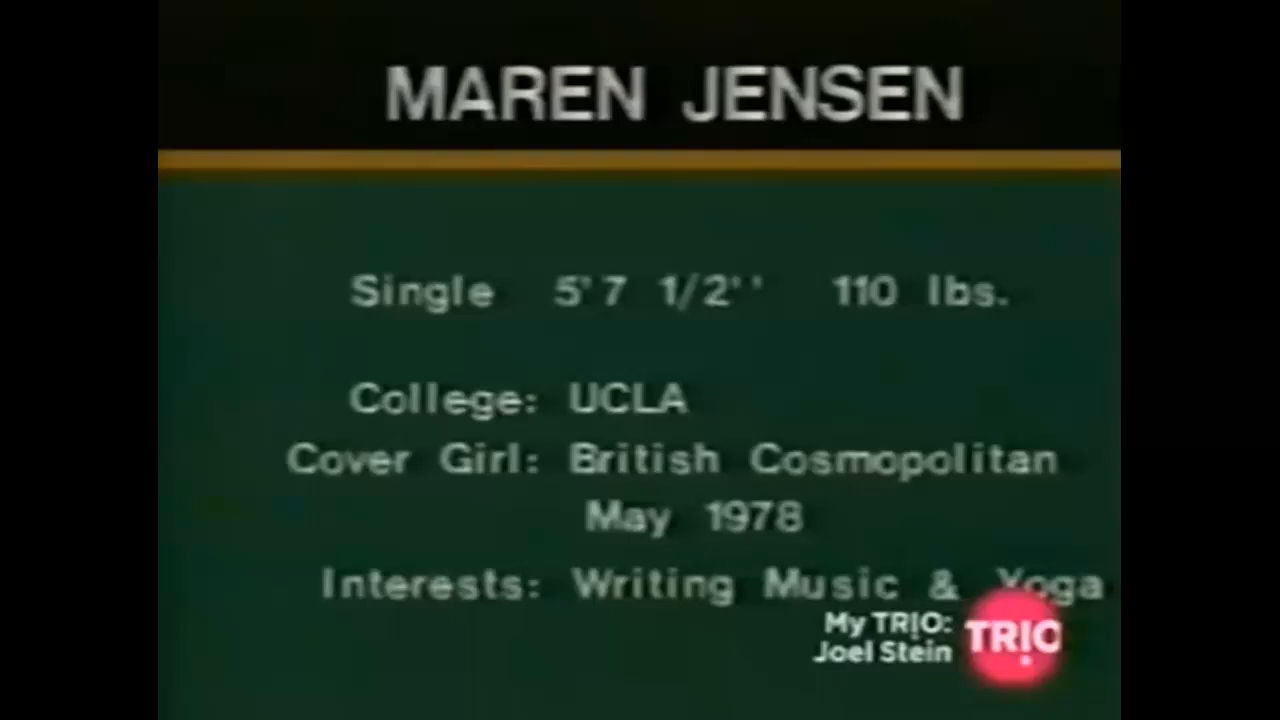 MAREN JENSEN
Single 5'7 1/2'' 110 lbs.
College: UCLA
Cover Girl: British Cosmopolitan
May 1978
Interests: Writing Music & Yoga
My TRIO:
Joel Stein
TRIO